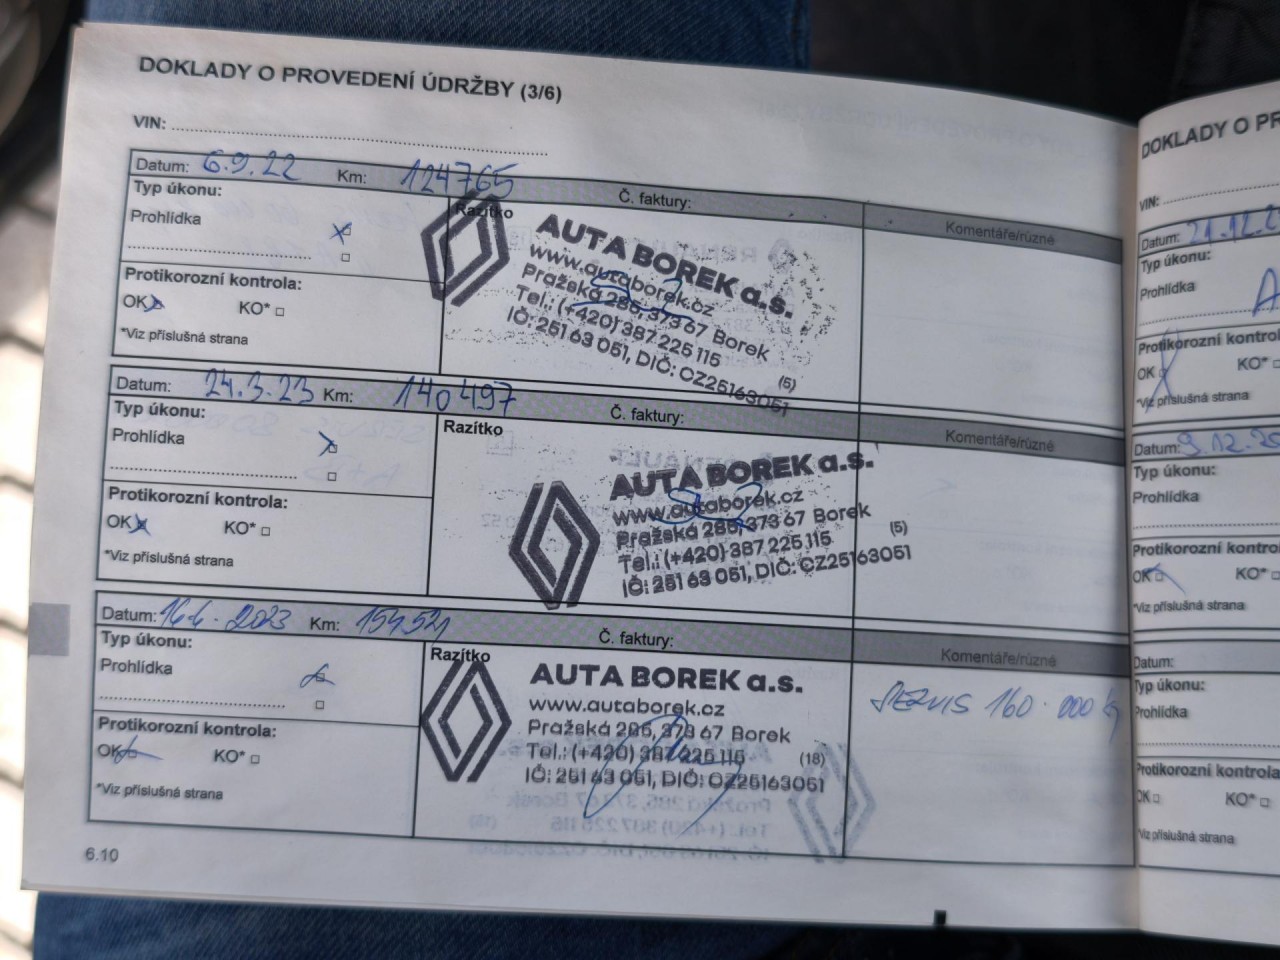 DOKLADY O PROVEDENÍ ÚDRŽBY (3/6)
VIN:
Datum: 6.9.22 Km: 124765 Č. faktury:
Typ úkonu:
Prohlídka
Protikorozní kontrola:
OK KO*
*Viz příslušná strana
Razítko
AUTA BOREK a.s.
www.autaborek.cz
Pražská 285, 373 67 Borek
Tel.: (+420) 387 225 115
(5)
IČ: 251 63 051, DIČ: CZ25163051
Komentáře/různé
Datum: 24.3.23 Km: 140497 Č. faktury:
Typ úkonu:
Prohlídka
Protikorozní kontrola:
OK KO*
*Viz příslušná strana
Razítko
AUTA BOREK a.s.
www.autaborek.cz
Pražská 285, 373 67 Borek
Tel.: (+420) 387 225 115
(5)
IČ: 251 63 051, DIČ: CZ25163051
Komentáře/různé
Datum: 2023 Km: 154521 Č. faktury:
Typ úkonu:
Prohlídka
Protikorozní kontrola:
OK KO*
*Viz příslušná strana
Razítko
AUTA BOREK a.s.
www.autaborek.cz
Pražská 285, 373 67 Borek
Tel.: (+420) 387 225 115
(18)
IČ: 251 63 051, DIČ: CZ25163051
Komentáře/různé
SERVIS 160.000
6.10
DOKLADY O
VIN:
Datum: 21.12.
Typ úkonu:
Prohlídka
Protikorozní kontrola
OK KO*
*Viz příslušná strana
Datum: 9.12.
Typ úkonu:
Prohlídka
Protikorozní
OK KO*
*Viz příslušná strana
Datum:
Typ úkonu:
Prohlídka
Protikorozní kontrola
OK KO*
*Viz příslušná strana